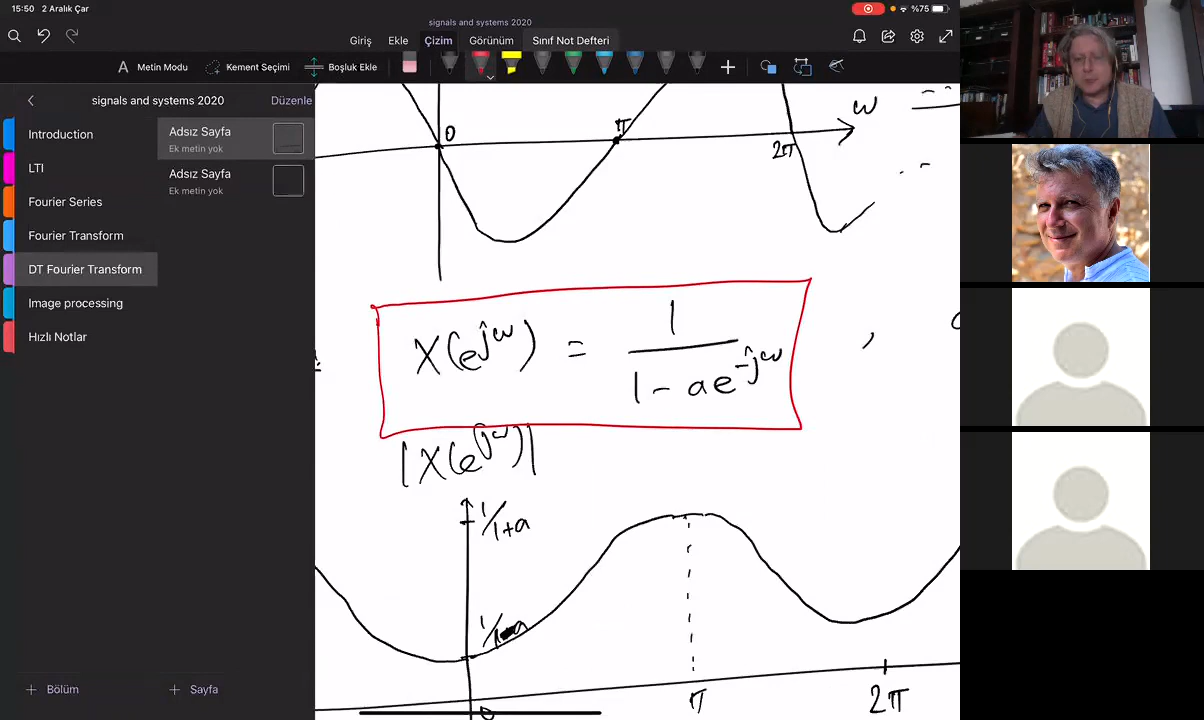 15:50 2 Aralık Çar
%75
signals and systems 2020
Giriş Ekle Çizim Görünüm Sınıf Not Defteri
A Metin Modu Kement Seçimi Boşluk Ekle
signals and systems 2020 Düzenle
Introduction
LTI
Fourier Series
Fourier Transform
DT Fourier Transform
Image processing
Hızlı Notlar
Adsız Sayfa
Ek metin yok
Adsız Sayfa
Ek metin yok
+ Bölüm
+ Sayfa
0 π 2π ω
X(e^jω) = 1 / (1 - ae^-jω) ,
|X(e^jω)|
1/1+a
0 π 2π